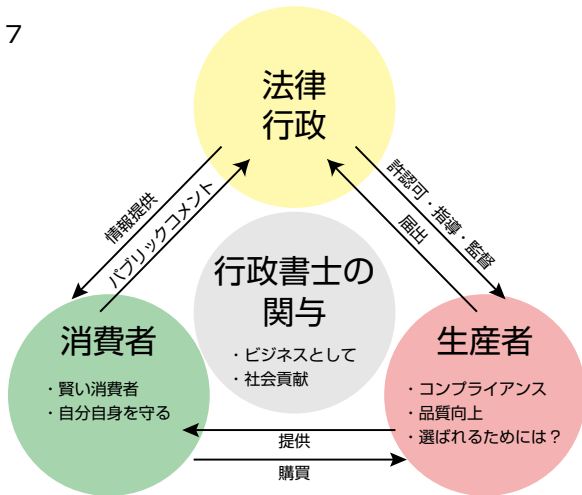 7
法律
行政
情報提供
パブリックコメント
許認可・指導・監督
届出
行政書士の
関与
・ビジネスとして
・社会貢献
消費者
・賢い消費者
・自分自身を守る
生産者
・コンプライアンス
・品質向上
・選ばれるためには？
提供
購買